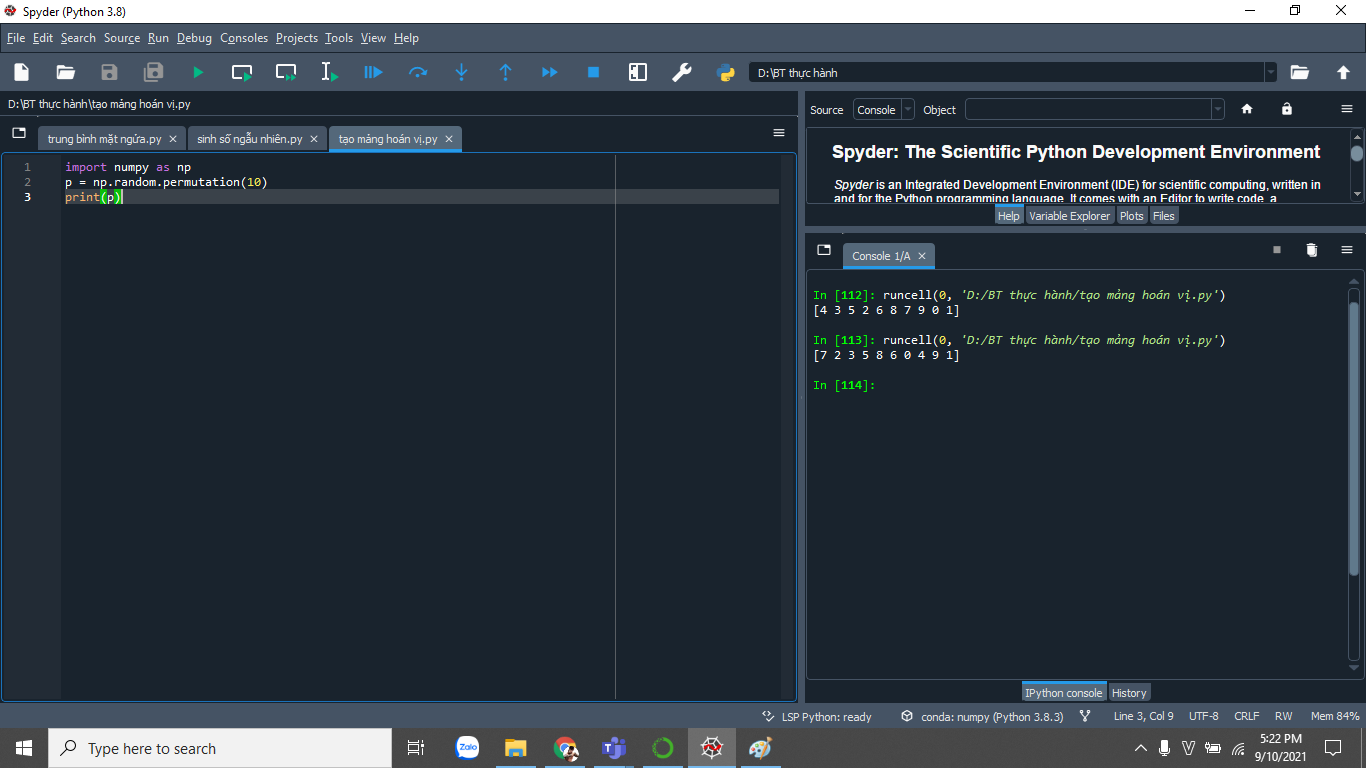 Spyder (Python 3.8)
File Edit Search Source Run Debug Consoles Projects Tools View Help
D:\BT thực hành
D:\BT thực hành\tạo mảng hoán vị.py
trung bình mặt ngửa.py
sinh số ngẫu nhiên.py
tạo mảng hoán vị.py
1 import numpy as np
2 p = np.random.permutation(10)
3 print(p)
Source Console Object
Spyder: The Scientific Python Development Environment
Spyder is an Integrated Development Environment (IDE) for scientific computing, written in
and for the Python programming language. It comes with an Editor to write code, a
Help Variable Explorer Plots Files
Console 1/A
In [112]: runcell(0, 'D:/BT thực hành/tạo mảng hoán vị.py')
[4 3 5 2 6 8 7 9 0 1]
In [113]: runcell(0, 'D:/BT thực hành/tạo mảng hoán vị.py')
[7 2 3 5 8 6 0 4 9 1]
In [114]:
IPython console History
LSP Python: ready conda: numpy (Python 3.8.3) Line 3, Col 9 UTF-8 CRLF RW Mem 84%
Type here to search
Zalo
5:22 PM
9/10/2021